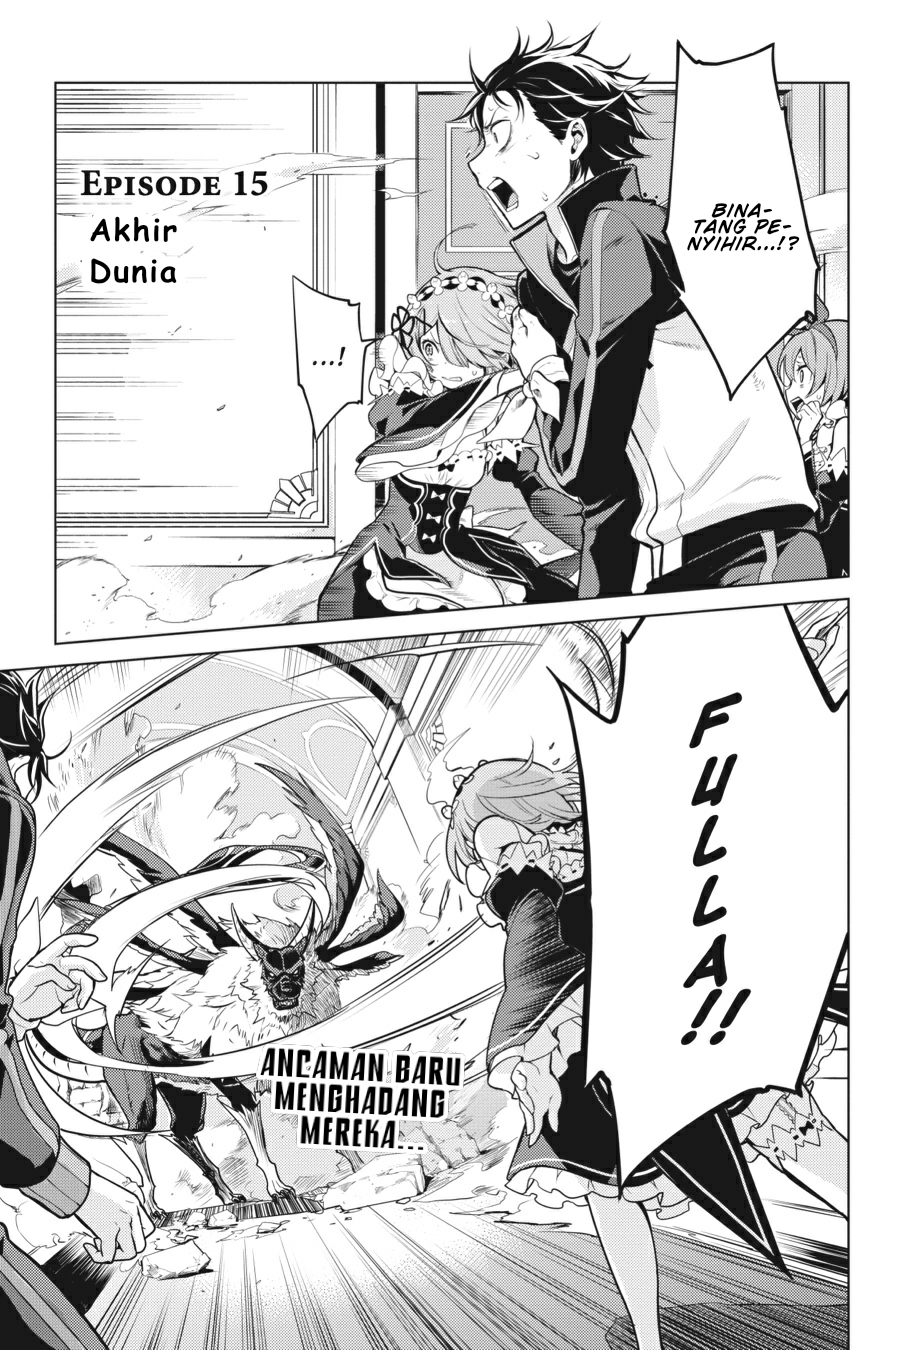 EPISODE 15
Akhir
Dunia
BINA-
TANG PE-
NYIHIR...!?
...!
FULLA!!
ANCAMAN BARU
MENGHADANG
MEREKA...